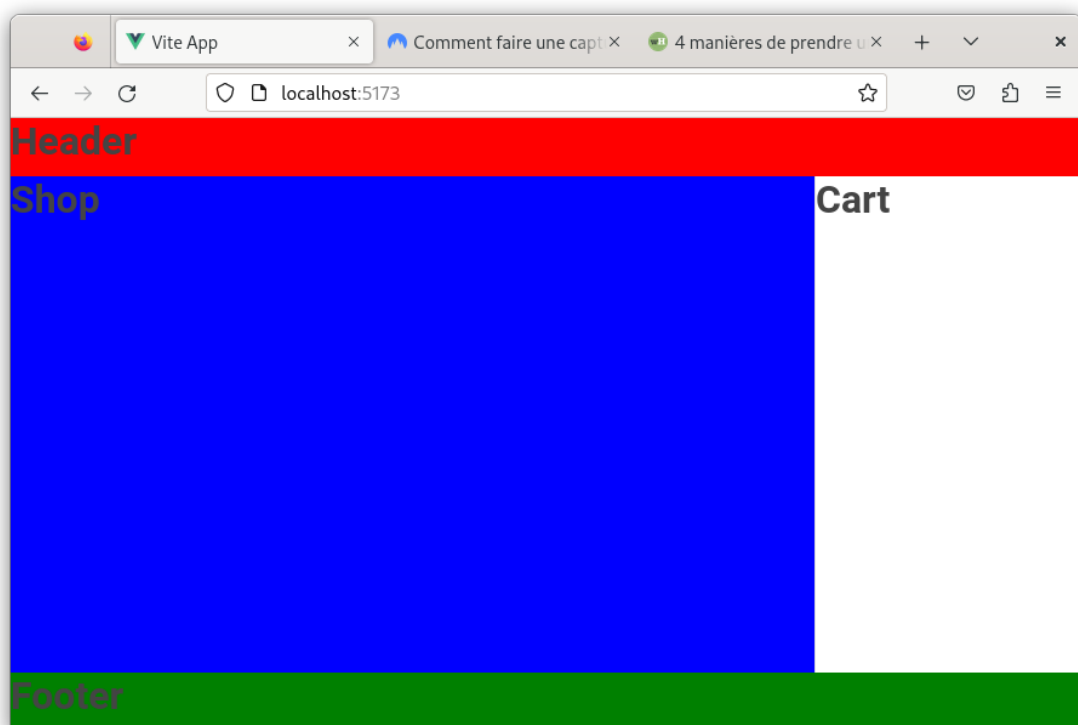 Vite App
Comment faire une capt
4 manières de prendre u
localhost:5173
Header
Shop
Cart
Footer